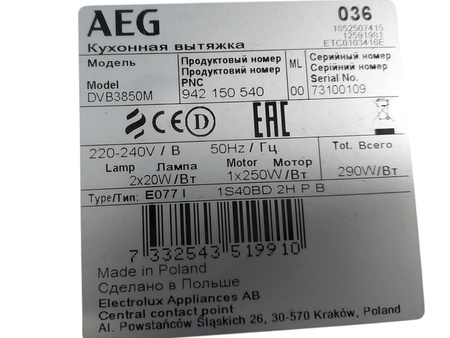 AEG
036
1852507415
12591981
ETC0103416E
Кухонная вытяжка
Модель
Model
DVB3850M
Продуктовый номер
Продуктовий номер
PNC
942 150 540
ML
00
Серийный номер
Серійний номер
Serial No.
73100109
CE D EAC
220-240V / В 50Hz / Гц
Lamp Лампа Motor Мотор
2x20W/Вт 1x250W/Вт
Tot. Всего
290W/Вт
Type/Тип: E077 I 1S40BD 2H P B
7 332543 519910
Made in Poland
Сделано в Польше
Electrolux Appliances AB
Central contact point
Al. Powstańców Śląskich 26, 30-570 Kraków, Poland